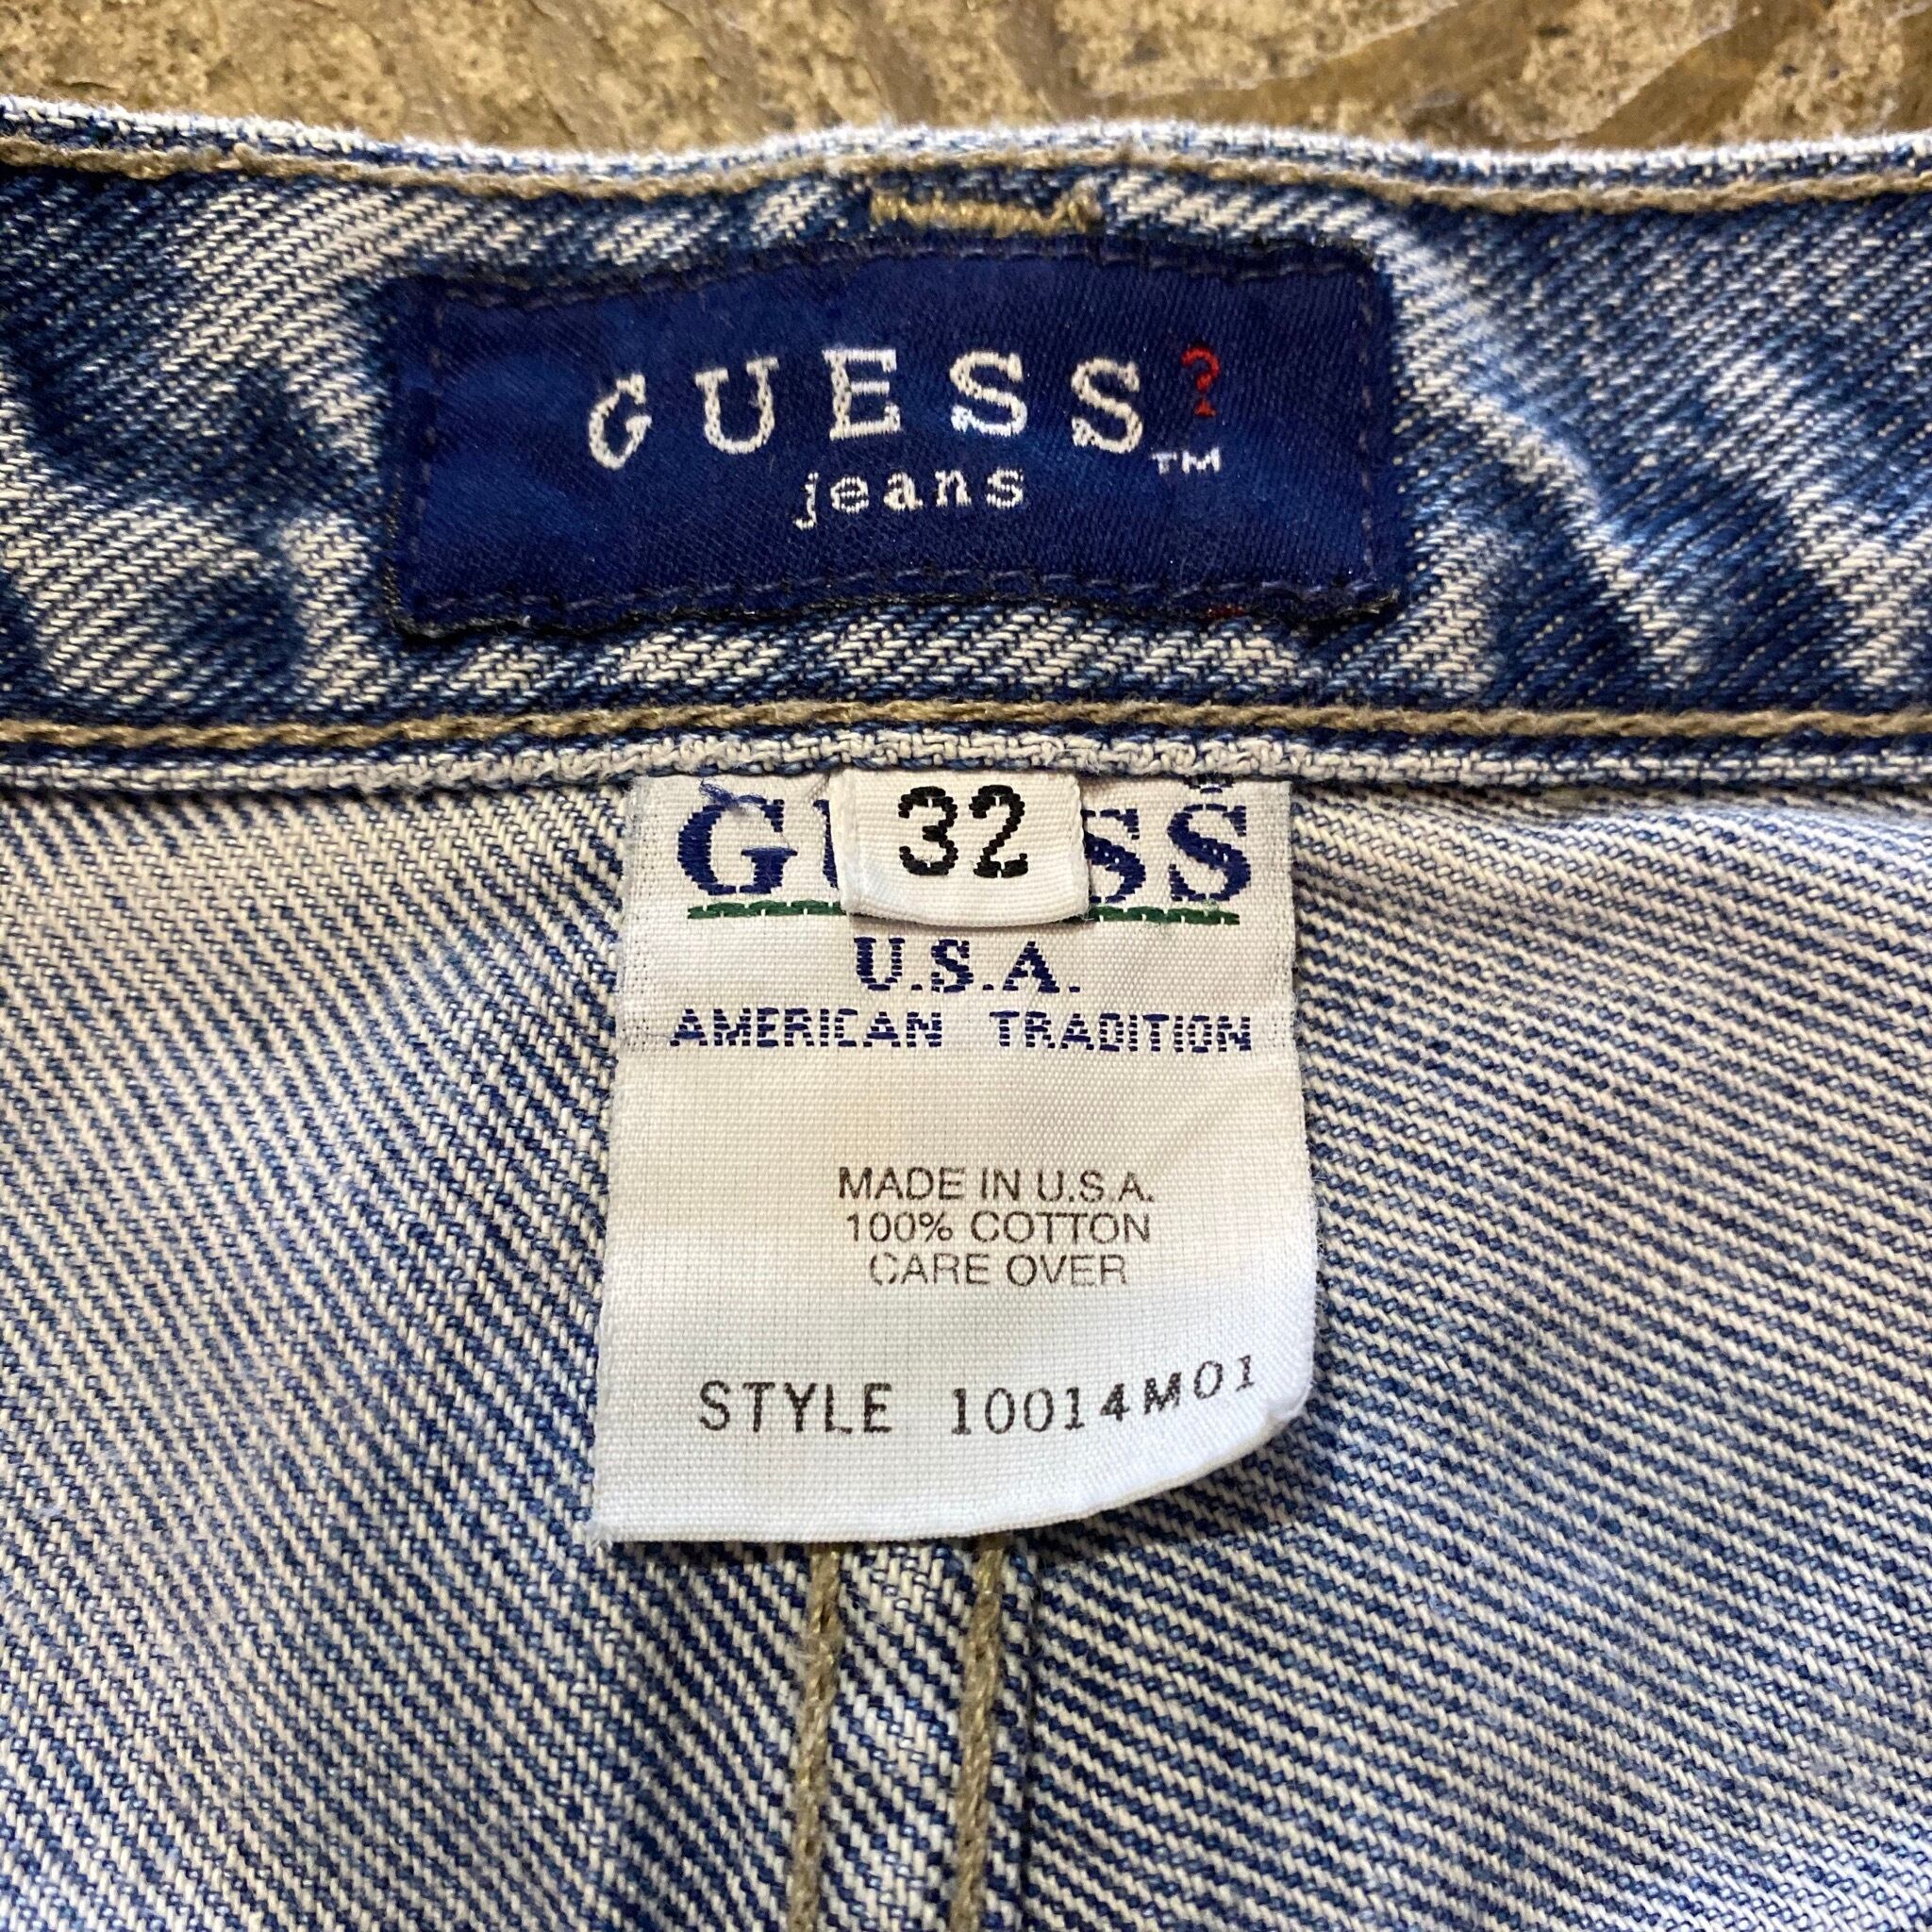 GUESS?™
jeans
32
U.S.A.
AMERICAN TRADITION
MADE IN U.S.A.
100% COTTON
CARE OVER
STYLE 10014M01